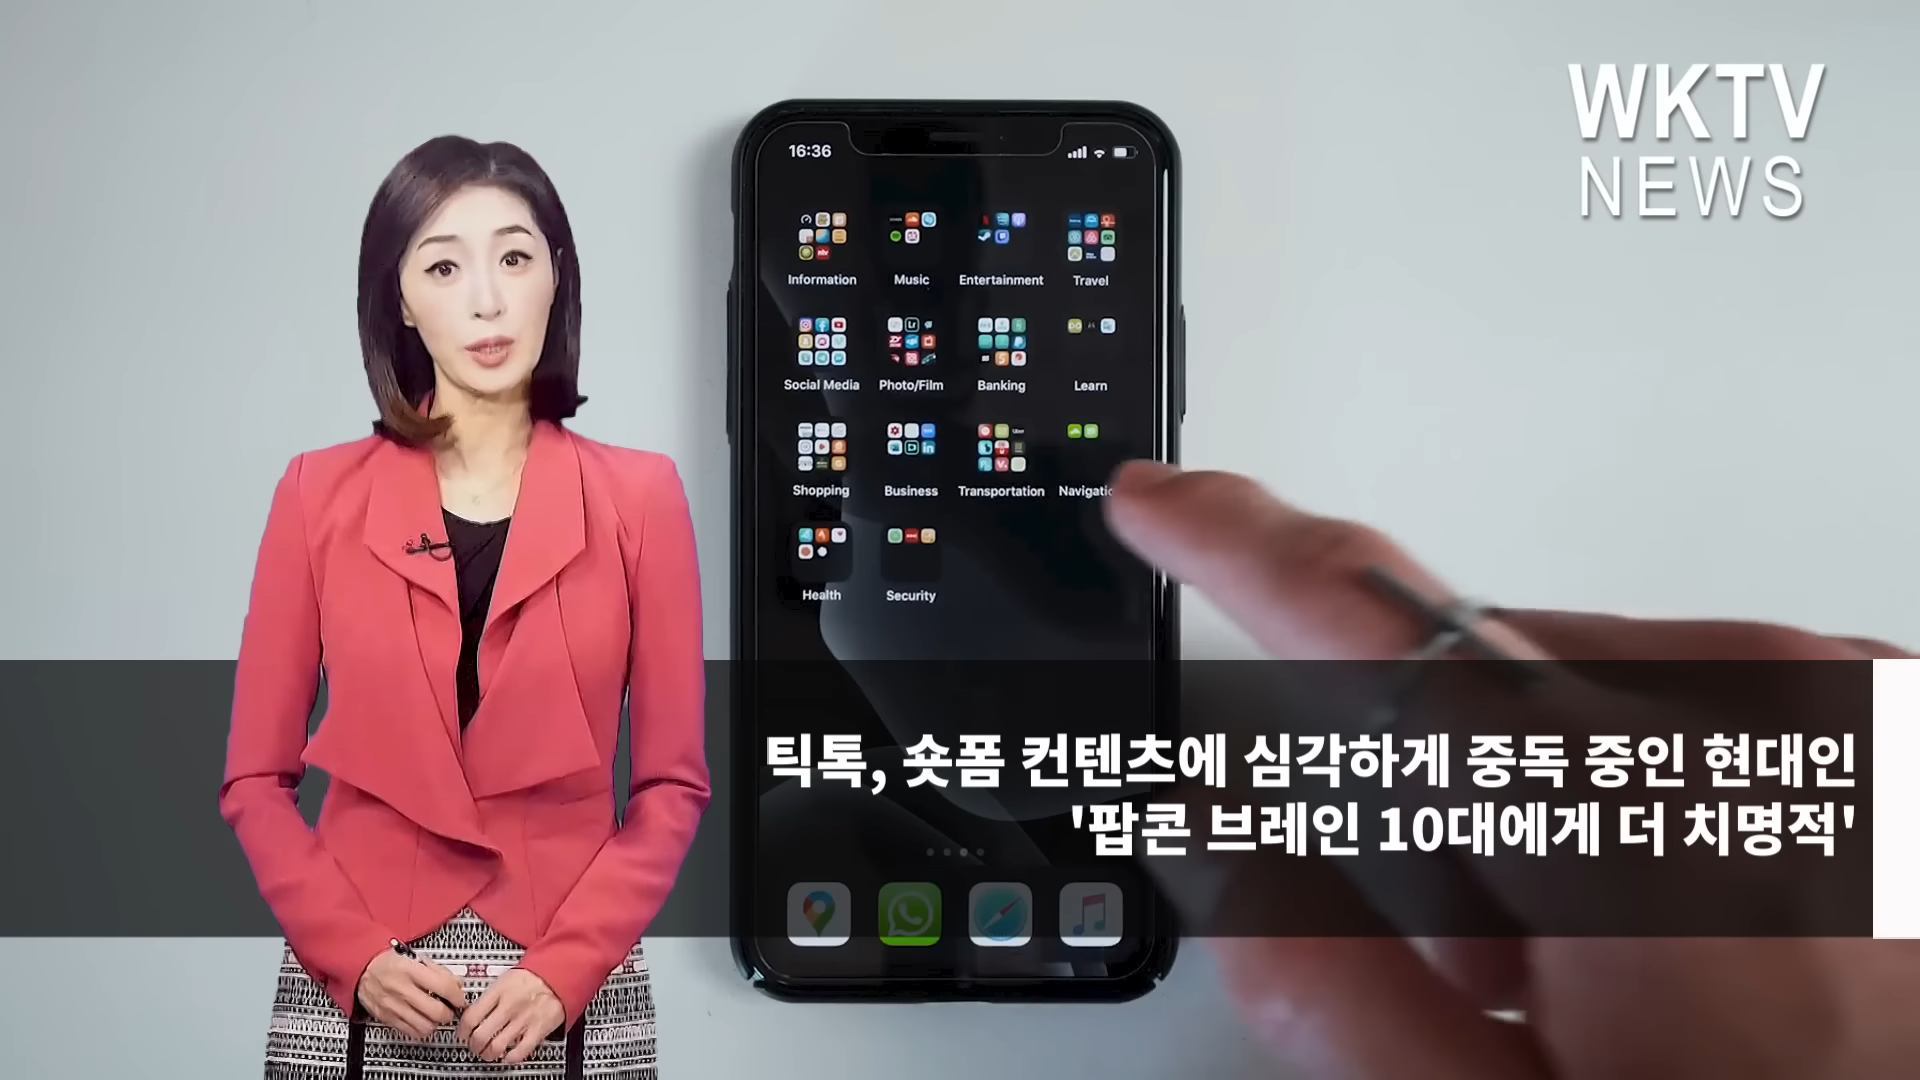 WKTV
NEWS
16:36
Information Music Entertainment Travel
Social Media Photo/Film Banking Learn
Shopping Business Transportation
Health Security
틱톡, 숏폼 컨텐츠에 심각하게 중독 중인 현대인
'팝콘 브레인 10대에게 더 치명적'